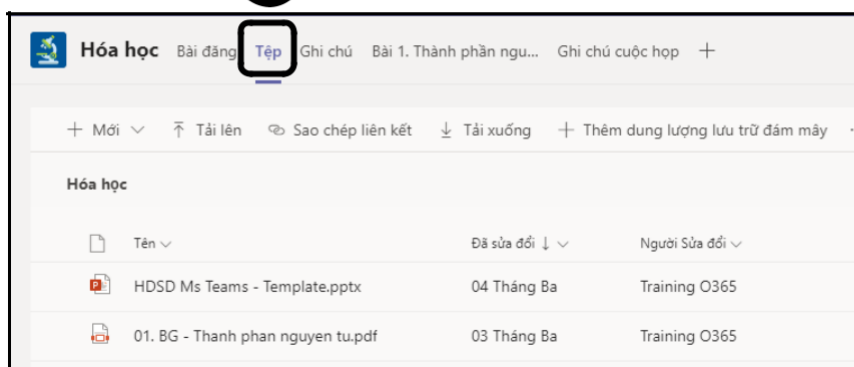 Hóa học Bài đăng Tệp Ghi chú Bài 1. Thành phần ngu... Ghi chú cuộc họp +
+ Mới Tải lên Sao chép liên kết Tải xuống + Thêm dung lượng lưu trữ đám mây
Hóa học
Tên Đã sửa đổi ↓ Người Sửa đổi
HDSD Ms Teams - Template.pptx 04 Tháng Ba Training O365
01. BG - Thanh phan nguyen tu.pdf 03 Tháng Ba Training O365